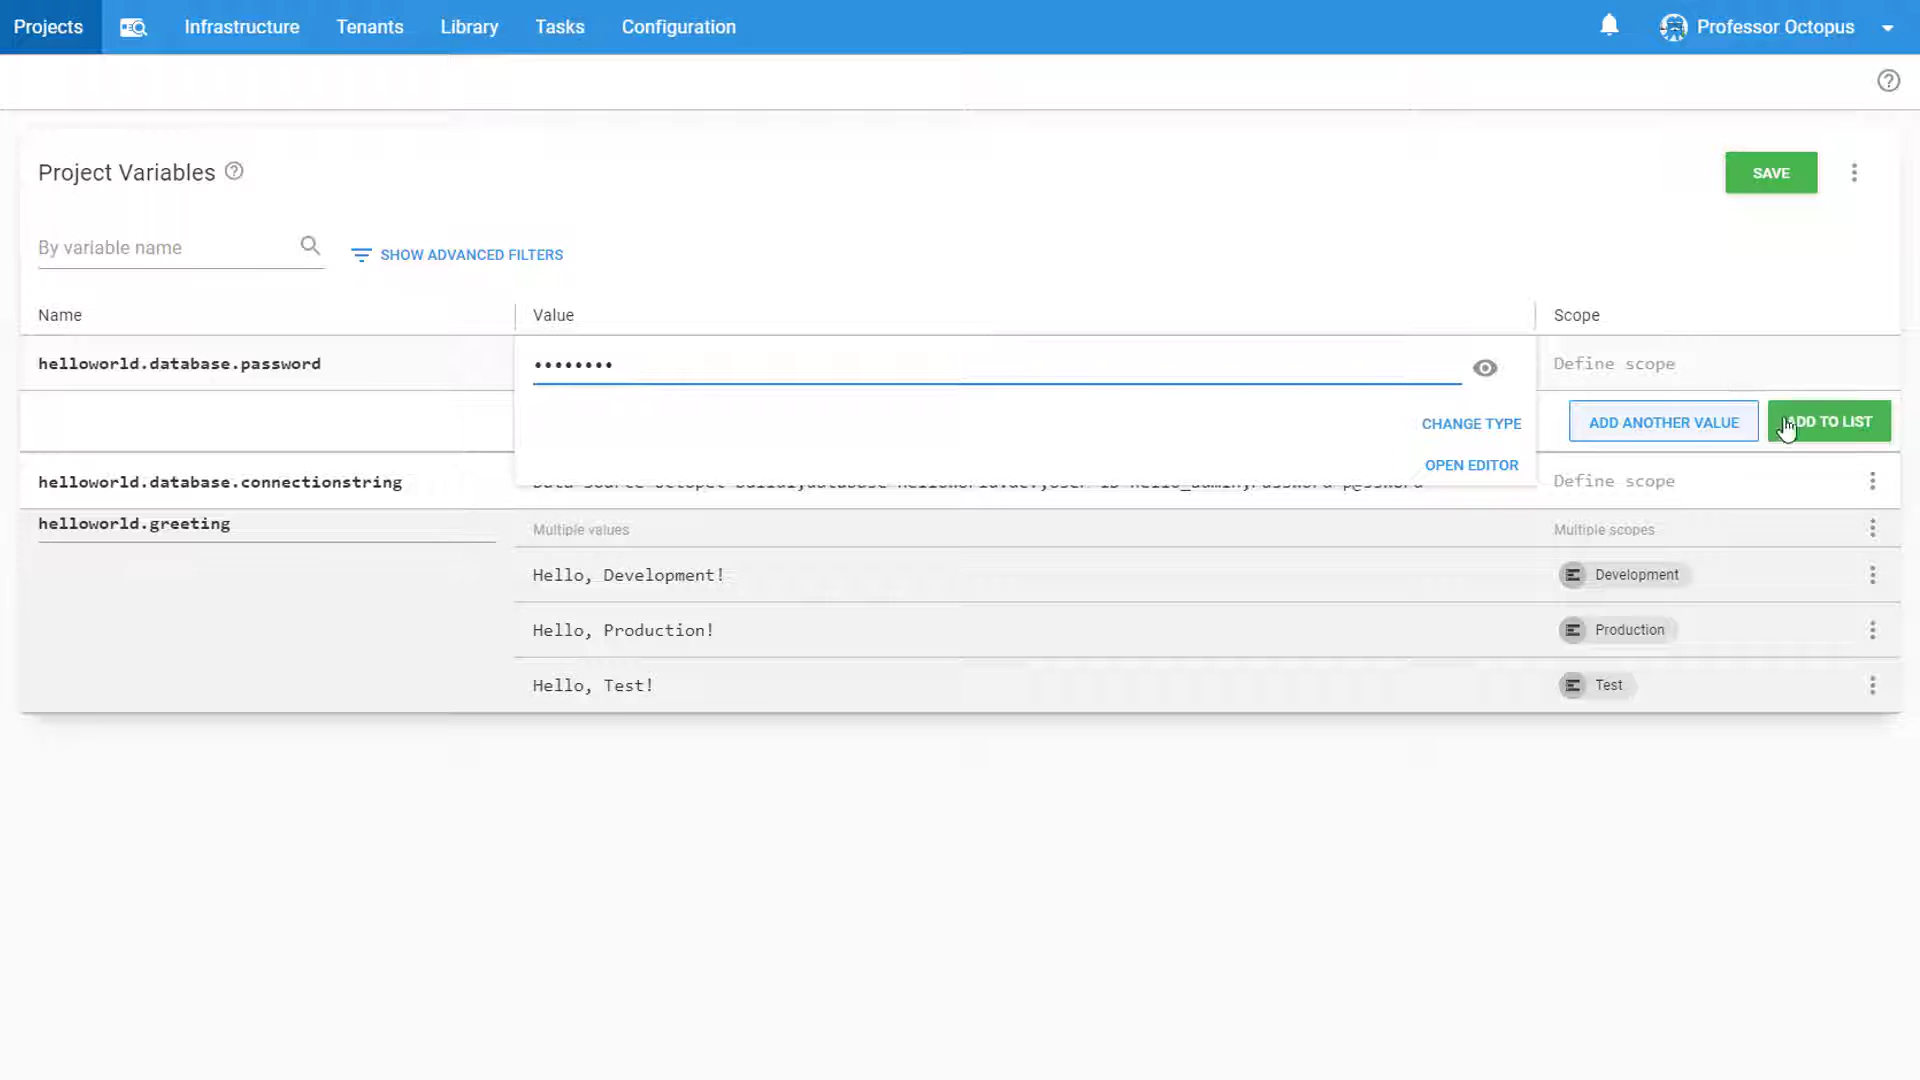 Projects Infrastructure Tenants Library Tasks Configuration Professor Octopus
Project Variables
SAVE
By variable name
SHOW ADVANCED FILTERS
Name Value Scope
helloworld.database.password •••••••• Define scope
CHANGE TYPE ADD ANOTHER VALUE ADD TO LIST
OPEN EDITOR
helloworld.database.connectionstring Define scope
helloworld.greeting Multiple values Multiple scopes
Hello, Development! Development
Hello, Production! Production
Hello, Test! Test